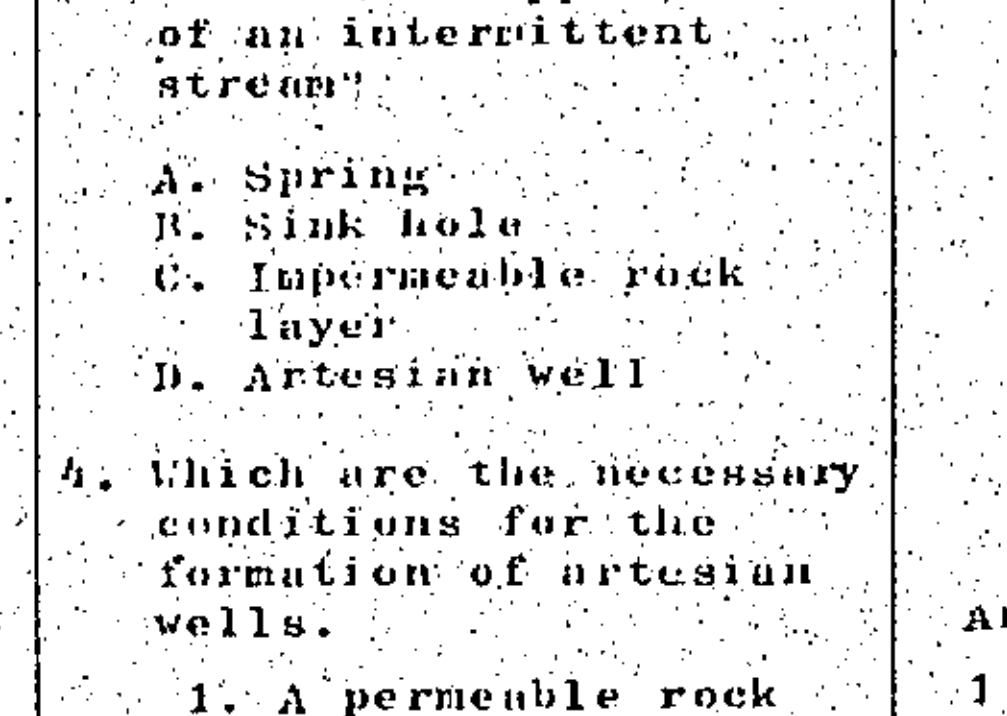 of an intermittent
stream"
A. Spring
B. Sink hole
C. Impermeable rock
layer
D. Artesian well
4. Which are the necessary
conditions for the
formation of artesian
wells.
1. A permeable rock
1